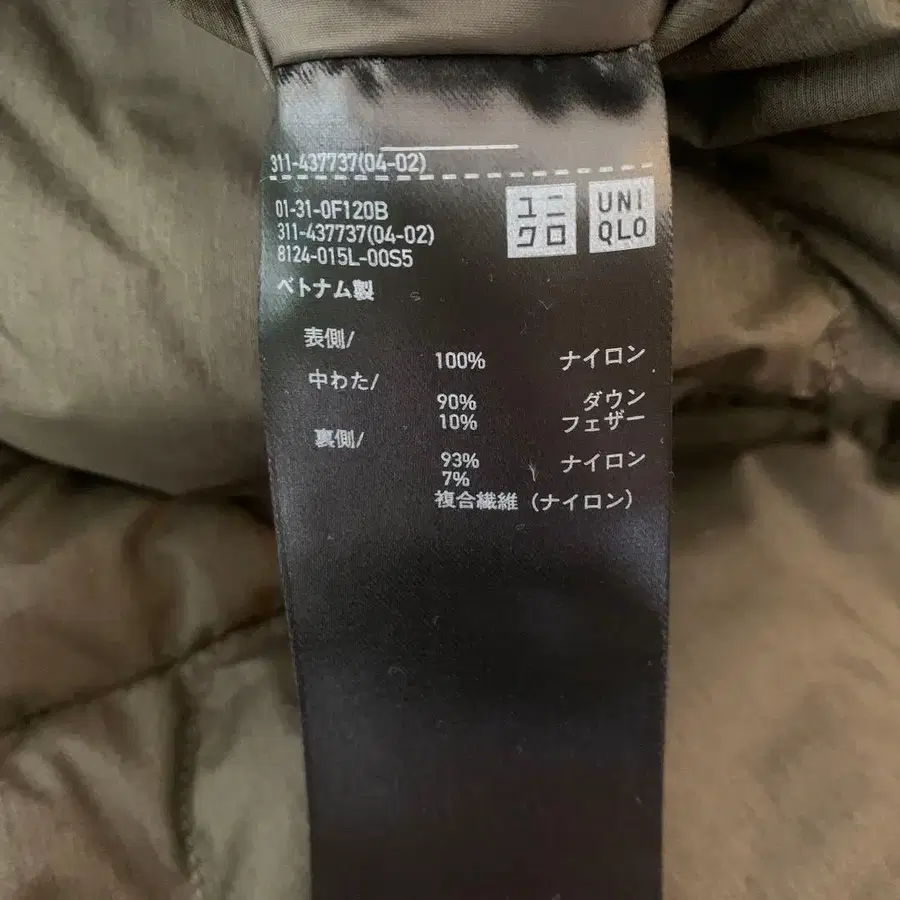 311-437737(04-02)
01-31-0F120B
311-437737(04-02)
8124-015L-00S5
ベトナム製
ユニ
クロ
UNI
QLO
表側/
100% ナイロン
中わた/
90% ダウン
10% フェザー
裏側/
93% ナイロン
7%
複合繊維（ナイロン）